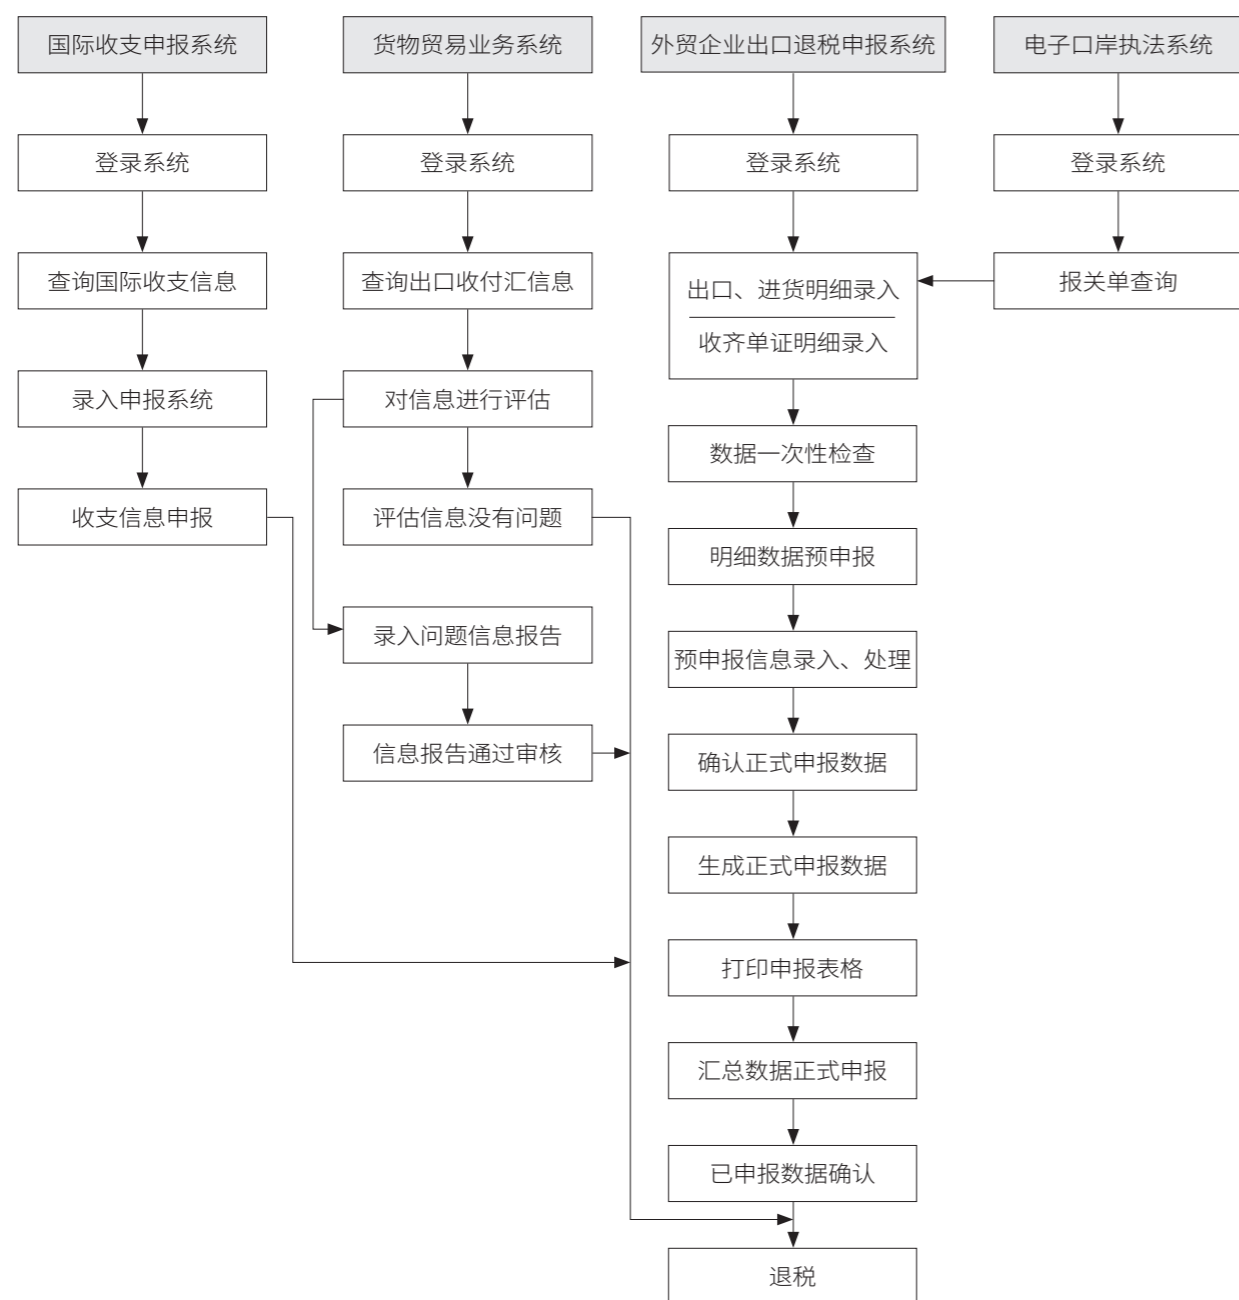 国际收支申报系统
货物贸易业务系统
外贸企业出口退税申报系统
电子口岸执法系统
登录系统
登录系统
登录系统
登录系统
查询国际收支信息
查询出口收付汇信息
出口、进货明细录入
收齐单证明细录入
报关单查询
录入申报系统
对信息进行评估
数据一次性检查
收支信息申报
评估信息没有问题
明细数据预申报
录入问题信息报告
预申报信息录入、处理
信息报告通过审核
确认正式申报数据
生成正式申报数据
打印申报表格
汇总数据正式申报
已申报数据确认
退税